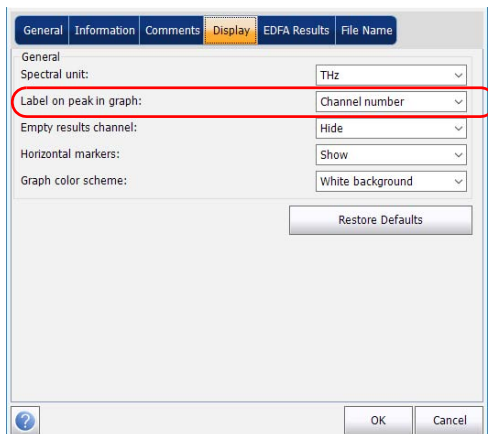 General Information Comments Display EDFA Results File Name
General
Spectral unit: THz
Label on peak in graph: Channel number
Empty results channel: Hide
Horizontal markers: Show
Graph color scheme: White background
Restore Defaults
? OK Cancel